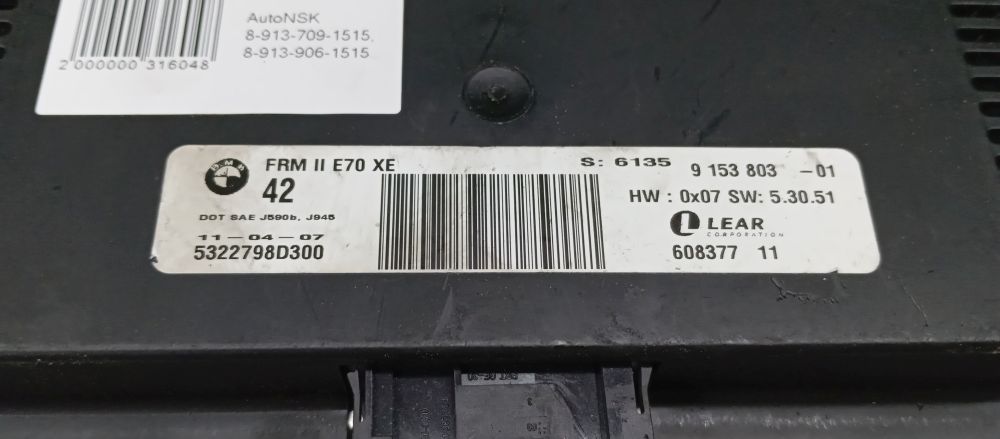 AutoNSK
8-913-709-1515,
8-913-906-1515
2 000000 316048
BMW
FRM II E70 XE
42
DOT SAE J590b, J945
11-04-07
5322798D300
S: 6135
9 153 803 -01
HW : 0x07 SW: 5.30.51
LEAR
CORPORATION
608377 11